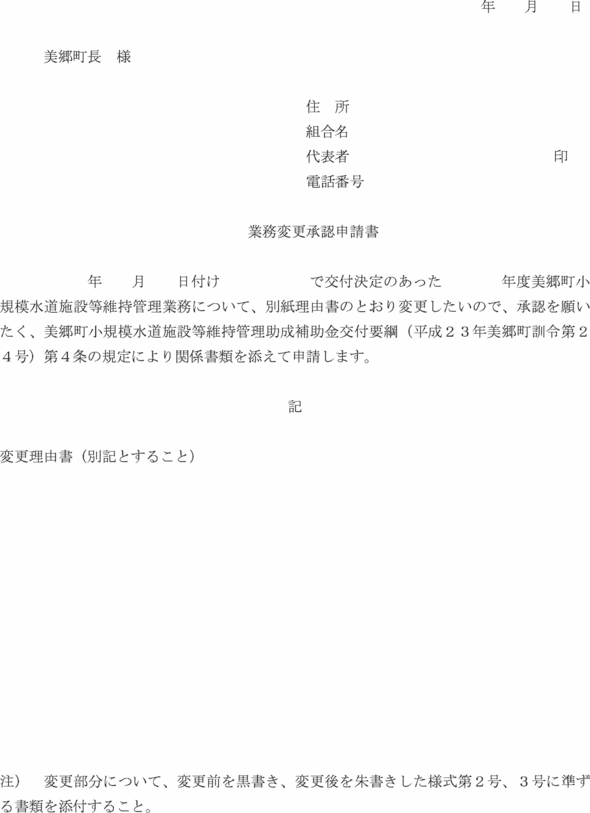 年　　月　　日
美郷町長　様
住　所
組合名
代表者　　　　　　　　　　　　　　印
電話番号
業務変更承認申請書
年　　月　　日付け　　　　　　で交付決定のあった　　　　年度美郷町小
規模水道施設等維持管理業務について、別紙理由書のとおり変更したいので、承認を願い
たく、美郷町小規模水道施設等維持管理助成補助金交付要綱（平成２３年美郷町訓令第２
４号）第４条の規定により関係書類を添えて申請します。
記
変更理由書（別記とすること）
注）　変更部分について、変更前を黒書き、変更後を朱書きした様式第２号、３号に準ず
る書類を添付すること。